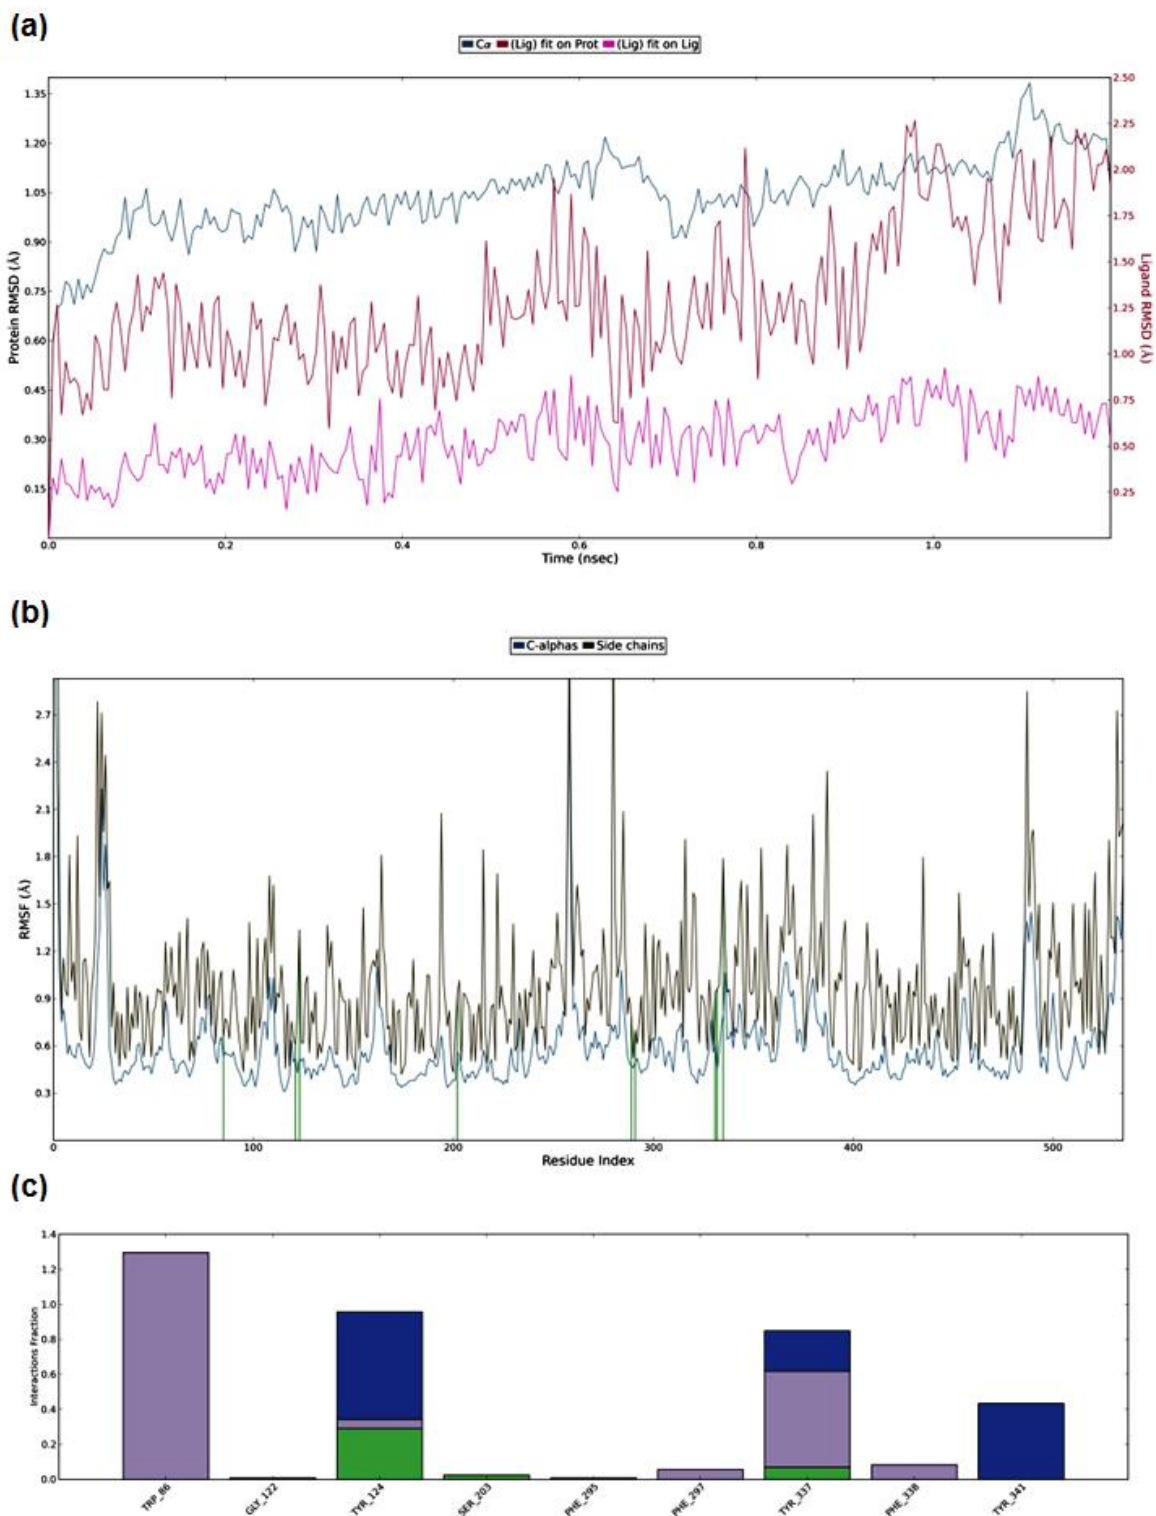 (a)
Cα (Lig) fit on Prot (Lig) fit on Lig
Protein RMSD (Å)
1.35
1.20
1.05
0.90
0.75
0.60
0.45
0.30
0.15
2.50
2.25
2.00
1.75
1.50
1.25
1.00
0.75
0.50
0.25
Ligand RMSD (Å)
0.0 0.2 0.4 0.6 0.8 1.0
Time (nsec)
(b)
C-alphas Side chains
RMSF (Å)
2.7
2.4
2.1
1.8
1.5
1.2
0.9
0.6
0.3
0 100 200 300 400 500
Residue Index
(c)
Interactions Fraction
1.4
1.2
1.0
0.8
0.6
0.4
0.2
0.0
TRP_86 GLY_122 TYR_124 SER_203 PHE_295 PHE_297 TYR_337 PHE_338 TYR_341